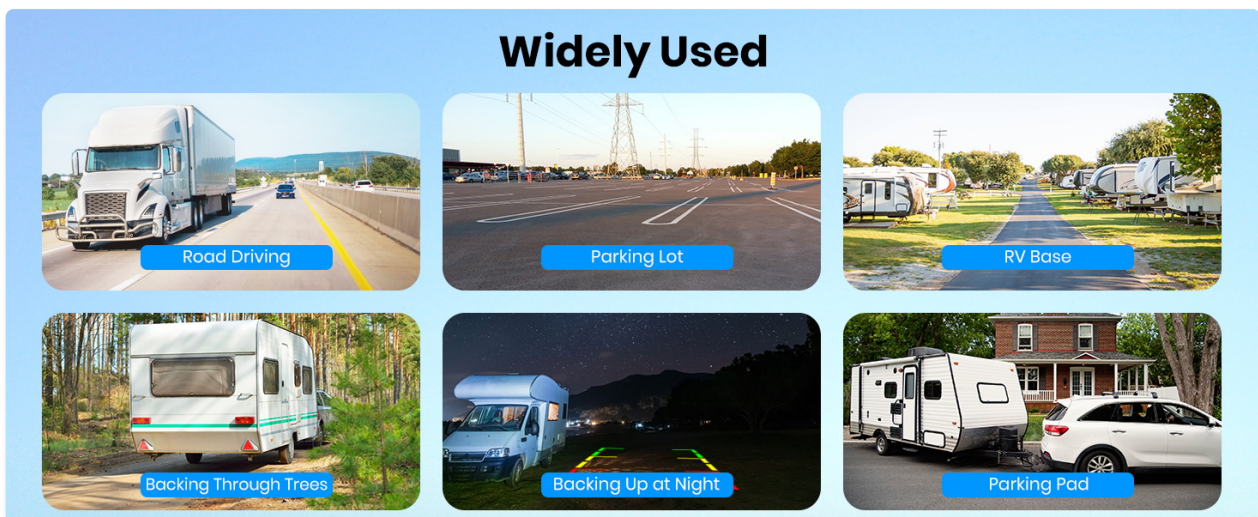 Widely Used
Road Driving
Parking Lot
RV Base
Backing Through Trees
Backing Up at Night
Parking Pad